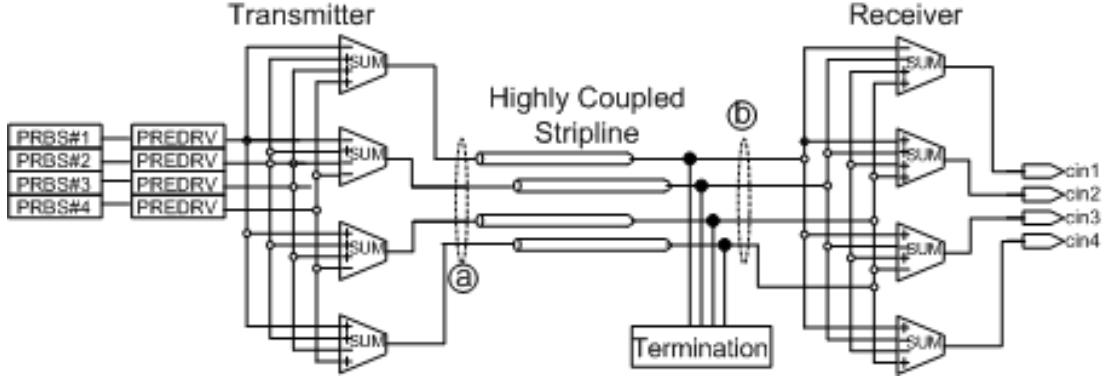 Transmitter
Receiver
SUM
SUM
Highly Coupled
Stripline
ⓑ
PRBS#1 PREDRV
PRBS#2 PREDRV
PRBS#3 PREDRV
PRBS#4 PREDRV
SUM
SUM
cin1
cin2
cin3
cin4
SUM
SUM
ⓐ
SUM
SUM
Termination